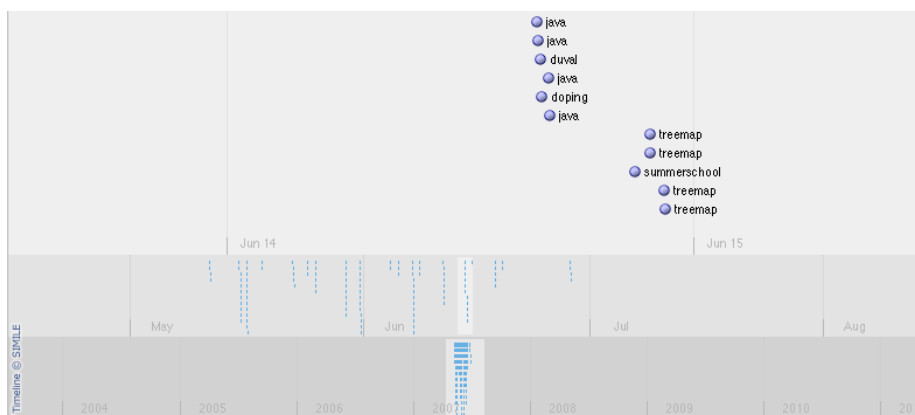 java
java
duval
java
doping
java
treemap
treemap
summerschool
treemap
treemap
Jun 14 Jun 15
May Jun Jul Aug
Timeline © SIMILE
2004 2005 2006 2007 2008 2009 2010